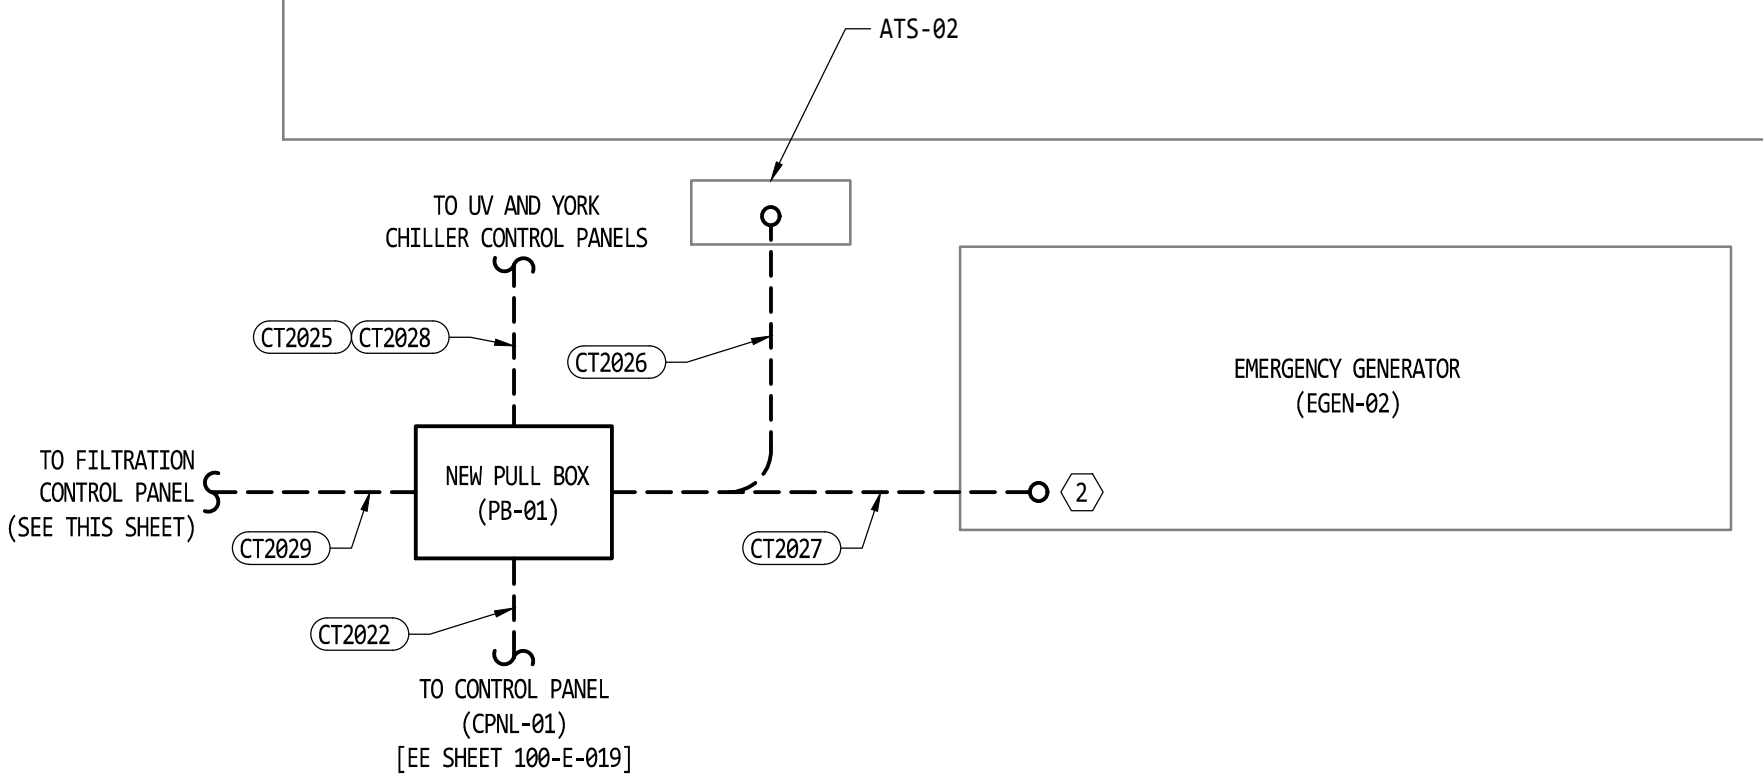 ATS-02
TO UV AND YORK
CHILLER CONTROL PANELS
CT2025 CT2028
CT2026
EMERGENCY GENERATOR
(EGEN-02)
TO FILTRATION
CONTROL PANEL
(SEE THIS SHEET)
NEW PULL BOX
(PB-01)
2
CT2029
CT2027
CT2022
TO CONTROL PANEL
(CPNL-01)
[EE SHEET 100-E-019]